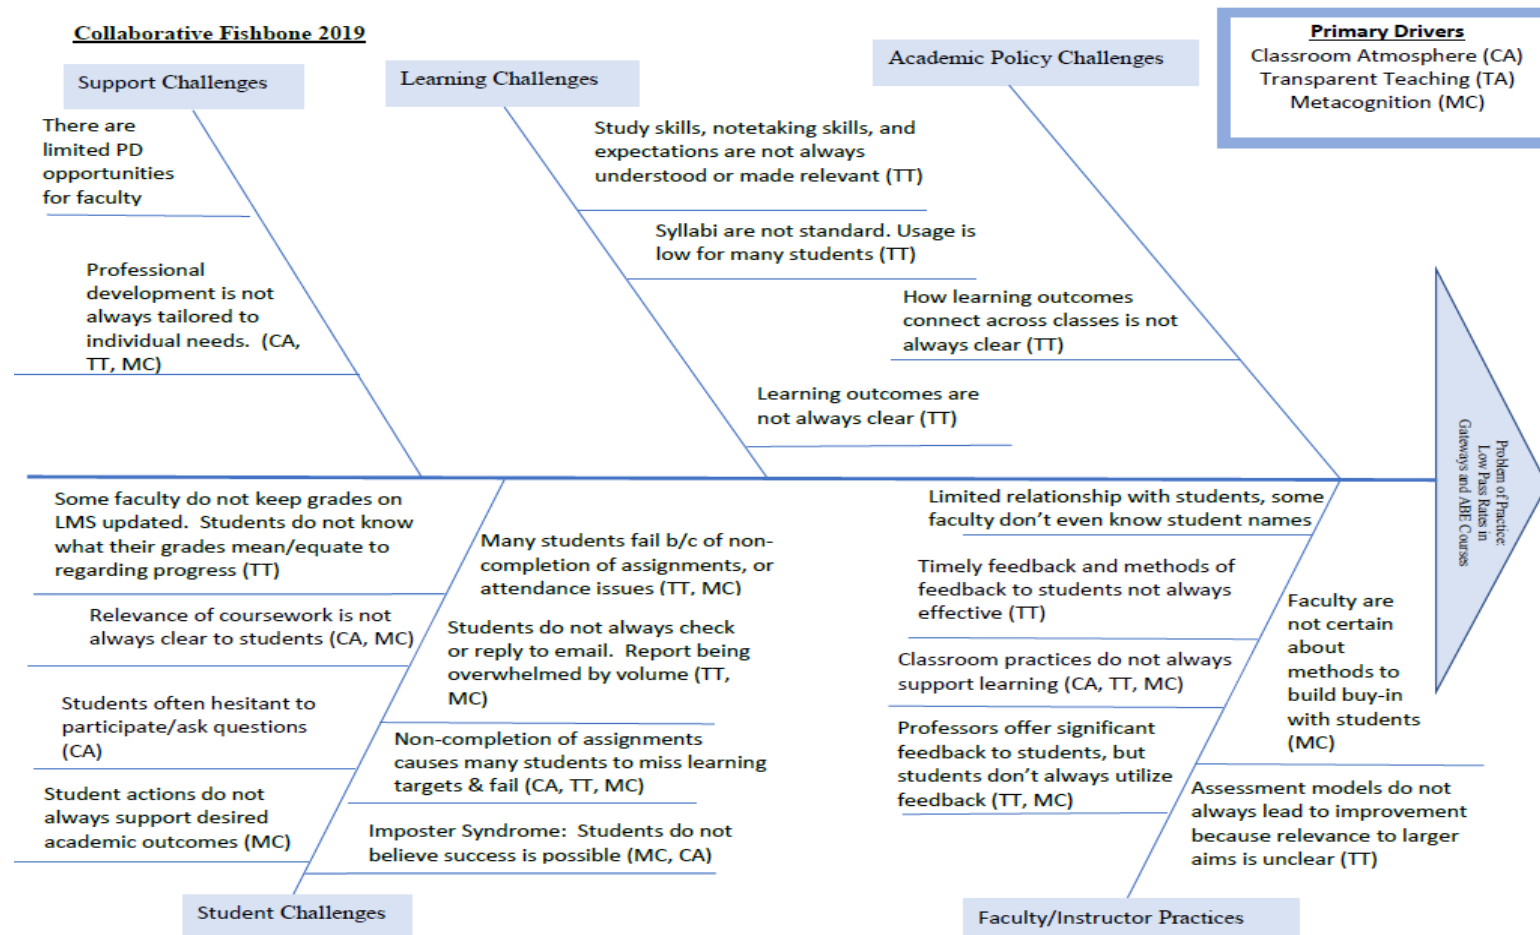 Collaborative Fishbone 2019
Support Challenges
Learning Challenges
Academic Policy Challenges
Primary Drivers
Classroom Atmosphere (CA)
Transparent Teaching (TA)
Metacognition (MC)
There are
limited PD
opportunities
for faculty
Professional
development is not
always tailored to
individual needs.  (CA,
TT, MC)
Study skills, notetaking skills, and
expectations are not always
understood or made relevant (TT)
Syllabi are not standard. Usage is
low for many students (TT)
Learning outcomes are
not always clear (TT)
How learning outcomes
connect across classes is not
always clear (TT)
Problem of Practice:
Low Pass Rates in
Gateways and ABE Courses
Some faculty do not keep grades on
LMS updated.  Students do not know
what their grades mean/equate to
regarding progress (TT)
Relevance of coursework is not
always clear to students (CA, MC)
Students often hesitant to
participate/ask questions
(CA)
Student actions do not
always support desired
academic outcomes (MC)
Many students fail b/c of non-
completion of assignments, or
attendance issues (TT, MC)
Students do not always check
or reply to email.  Report being
overwhelmed by volume (TT,
MC)
Non-completion of assignments
causes many student to miss learning
targets & fail (CA, TT, MC)
Imposter Syndrome:  Students do not
believe success is possible (MC, CA)
Student Challenges
Limited relationship with students, some
faculty don't even know student names
Timely feedback and methods of
feedback to students not always
effective (TT)
Classroom practices do not always
support learning (CA, TT, MC)
Professors offer significant
feedback to students, but
students don't always utilize
feedback (TT, MC)
Faculty are
not certain
about
methods to
build buy-in
with students
(MC)
Assessment models do not
always lead to improvement
because relevance to larger
aims is unclear (TT)
Faculty/Instructor Practices